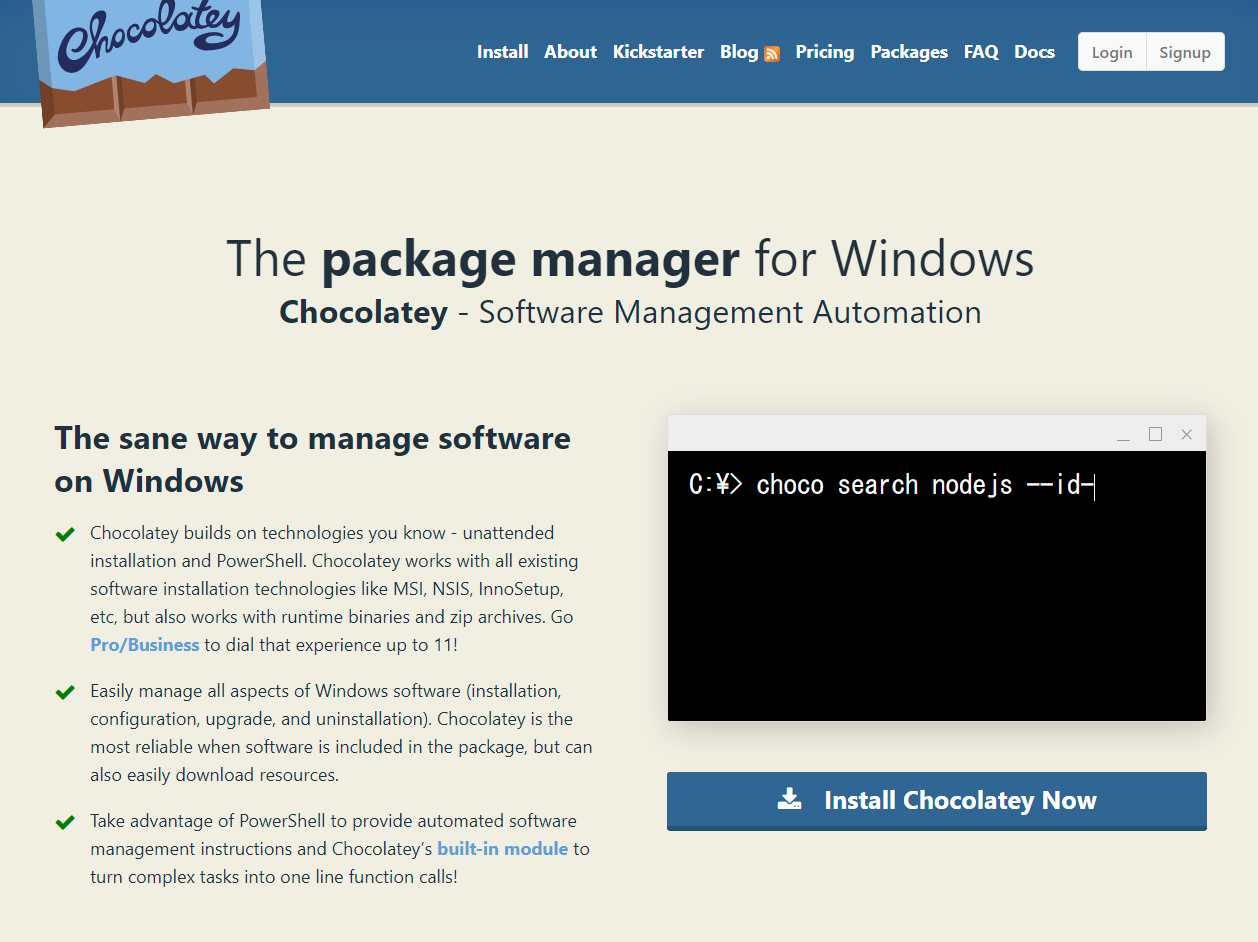 Chocolatey
Install About Kickstarter Blog Pricing Packages FAQ Docs Login Signup
The package manager for Windows
Chocolatey - Software Management Automation
The sane way to manage software
on Windows
Chocolatey builds on technologies you know - unattended
installation and PowerShell. Chocolatey works with all existing
software installation technologies like MSI, NSIS, InnoSetup,
etc, but also works with runtime binaries and zip archives. Go
Pro/Business to dial that experience up to 11!
Easily manage all aspects of Windows software (installation,
configuration, upgrade, and uninstallation). Chocolatey is the
most reliable when software is included in the package, but can
also easily download resources.
Take advantage of PowerShell to provide automated software
management instructions and Chocolatey’s built-in module to
turn complex tasks into one line function calls!
C:¥> choco search nodejs --id-
Install Chocolatey Now